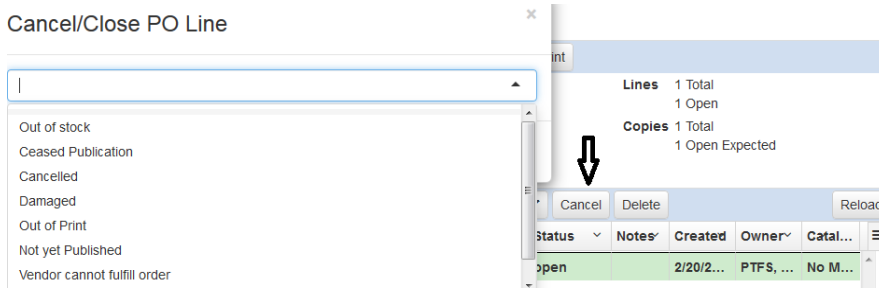 Cancel/Close PO Line
×
Out of stock
Ceased Publication
Cancelled
Damaged
Out of Print
Not yet Published
Vendor cannot fulfill order
int
Lines 1 Total
1 Open
Copies 1 Total
1 Open Expected
Cancel Delete Reload
Status Notes Created Owner Catal...
open 2/20/2... PTFS, ... No M...